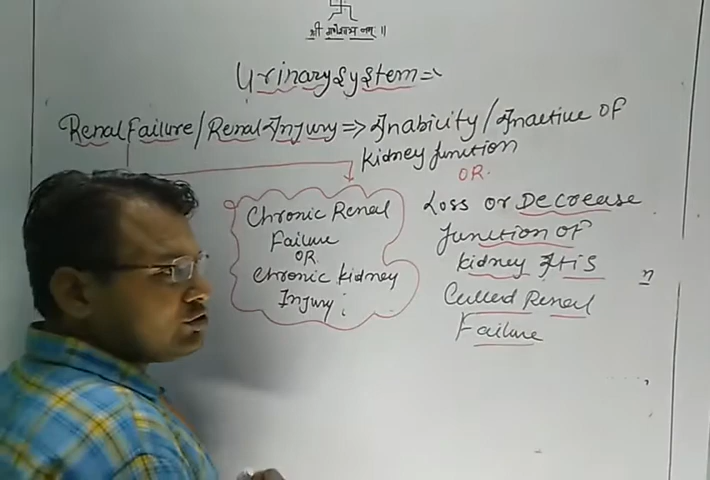 श्री गणेशाय नमः ॥
Urinary System ⇒
Renal Failure / Renal Injury ⇒ Inability / Inactive OF
kidney function
OR.
Chronic Renal
Failure
OR.
Chronic kidney
Injury ;
Loss or Decrease
function OF
kidney It is
Called Renal
Failure
n